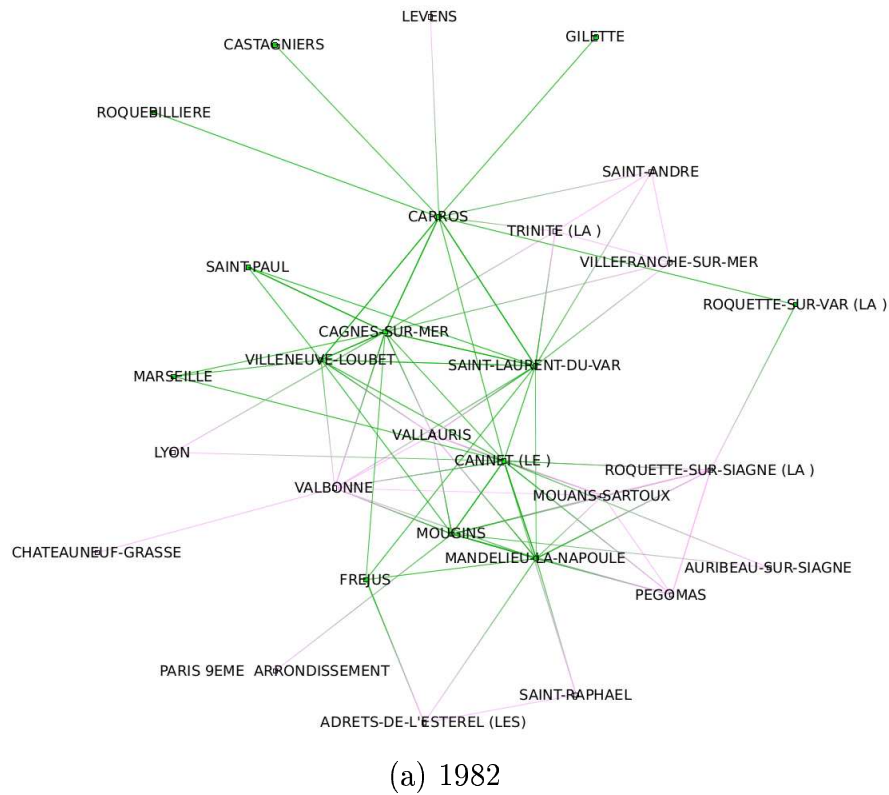 LEVENS
GILETTE
CASTAGNIERS
ROQUEBILLIERE
SAINT-ANDRE
CARROS
TRINITE (LA )
VILLEFRANCHE-SUR-MER
SAINT-PAUL
ROQUETTE-SUR-VAR (LA )
CAGNES-SUR-MER
VILLENEUVE-LOUBET
SAINT-LAURENT-DU-VAR
MARSEILLE
VALLAURIS
LYON
CANNET (LE )
ROQUETTE-SUR-SIAGNE (LA )
VALBONNE
MOUANS-SARTOUX
MOUGINS
CHATEAUNEUF-GRASSE
MANDELIEU-LA-NAPOULE
AURIBEAU-SUR-SIAGNE
FREJUS
PEGOMAS
PARIS 9EME ARRONDISSEMENT
SAINT-RAPHAEL
ADRETS-DE-L'ESTEREL (LES)
(a) 1982